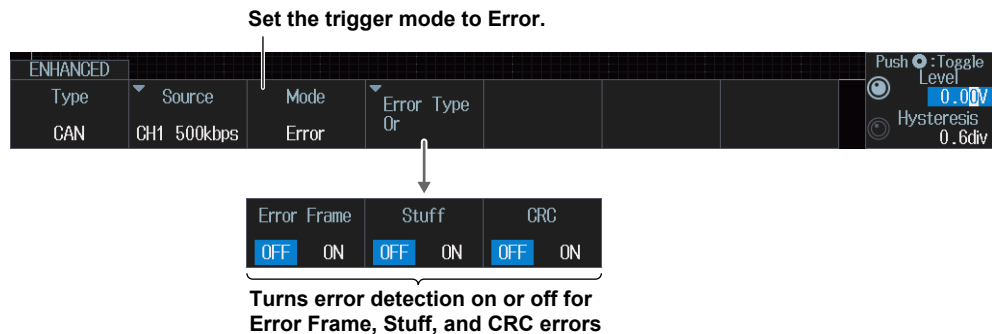 Set the trigger mode to Error.
ENHANCED
Type Source Mode Error Type
CAN CH1 500kbps Error Or
Push :Toggle
Level
0.00V
Hysteresis
0.6div
Error Frame Stuff CRC
OFF ON OFF ON OFF ON
Turns error detection on or off for
Error Frame, Stuff, and CRC errors